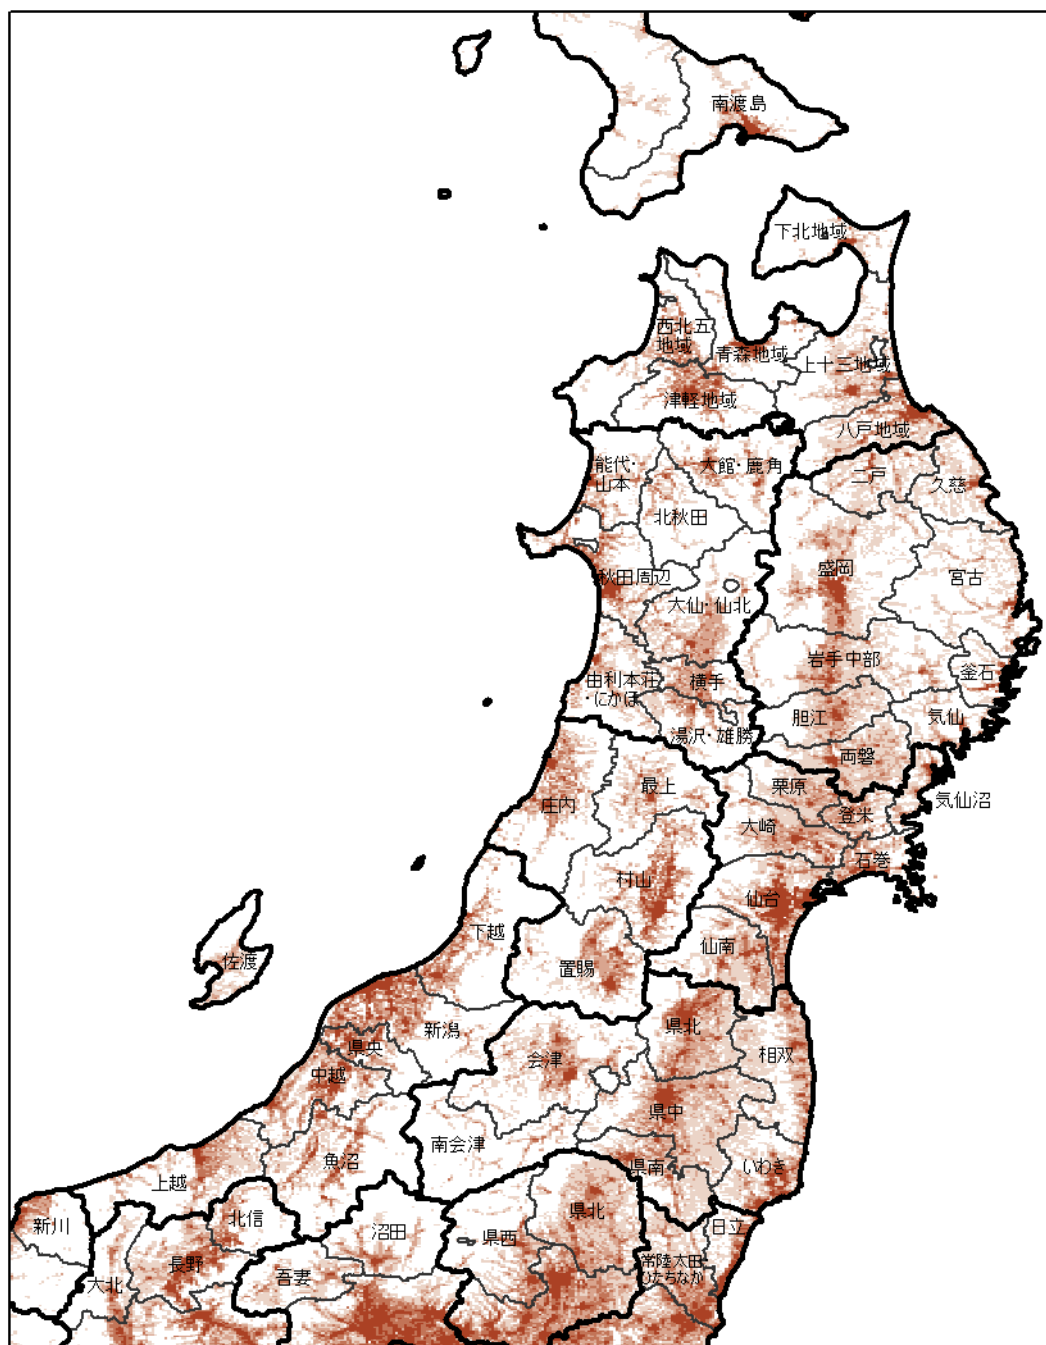 南渡島
下北地域
西北五
地域
青森地域
上十三地域
津軽地域
八戸地域
能代・
山本
大館・鹿角
二戸
久慈
北秋田
秋田周辺
盛岡
宮古
大仙・仙北
岩手中部
釜石
由利本荘
・にかほ
横手
胆江
気仙
湯沢・雄勝
両磐
最上
栗原
気仙沼
庄内
登米
大崎
石巻
村山
仙台
下越
仙南
佐渡
置賜
新潟
県北
県央
会津
相双
中越
県中
南会津
魚沼
県南
いわき
上越
新川
北信
沼田
県西
県北
日立
長野
大北
吾妻
常陸太田
ひたちなか